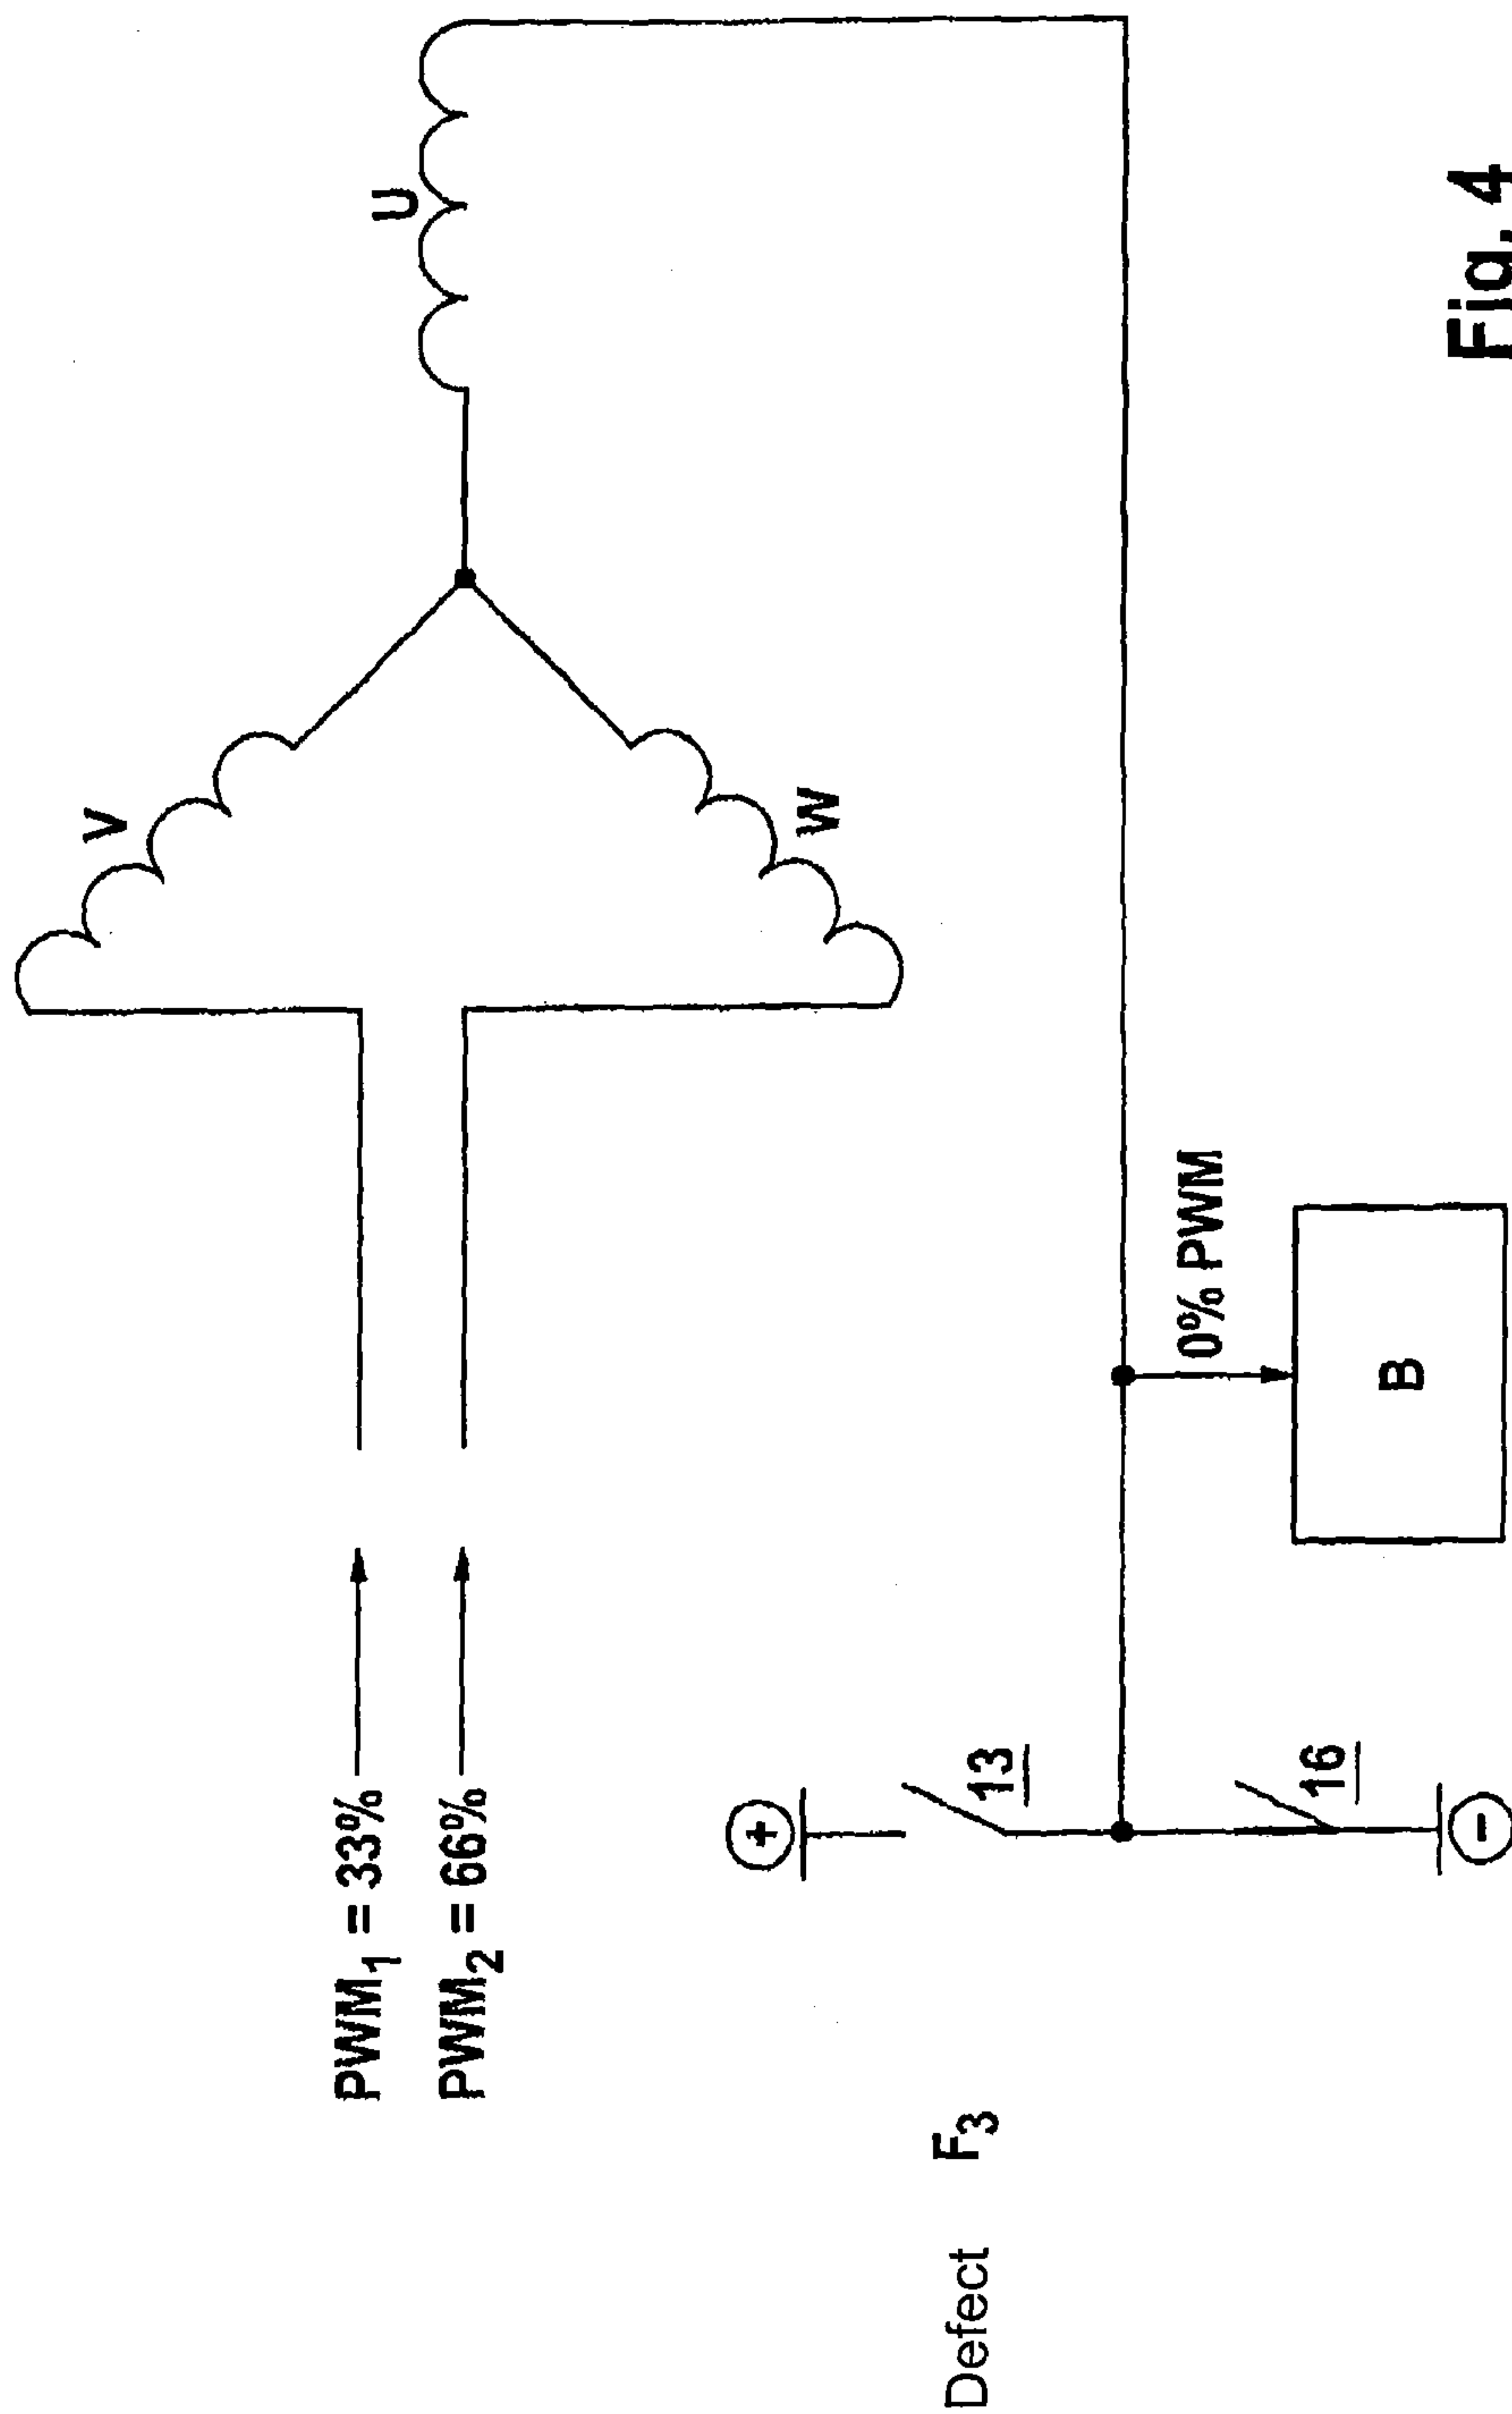 Defect F3
PWM1 = 33%
PWM2 = 66%
+
13
16
-
0% PWM
B
V
W
U
Fig. 4